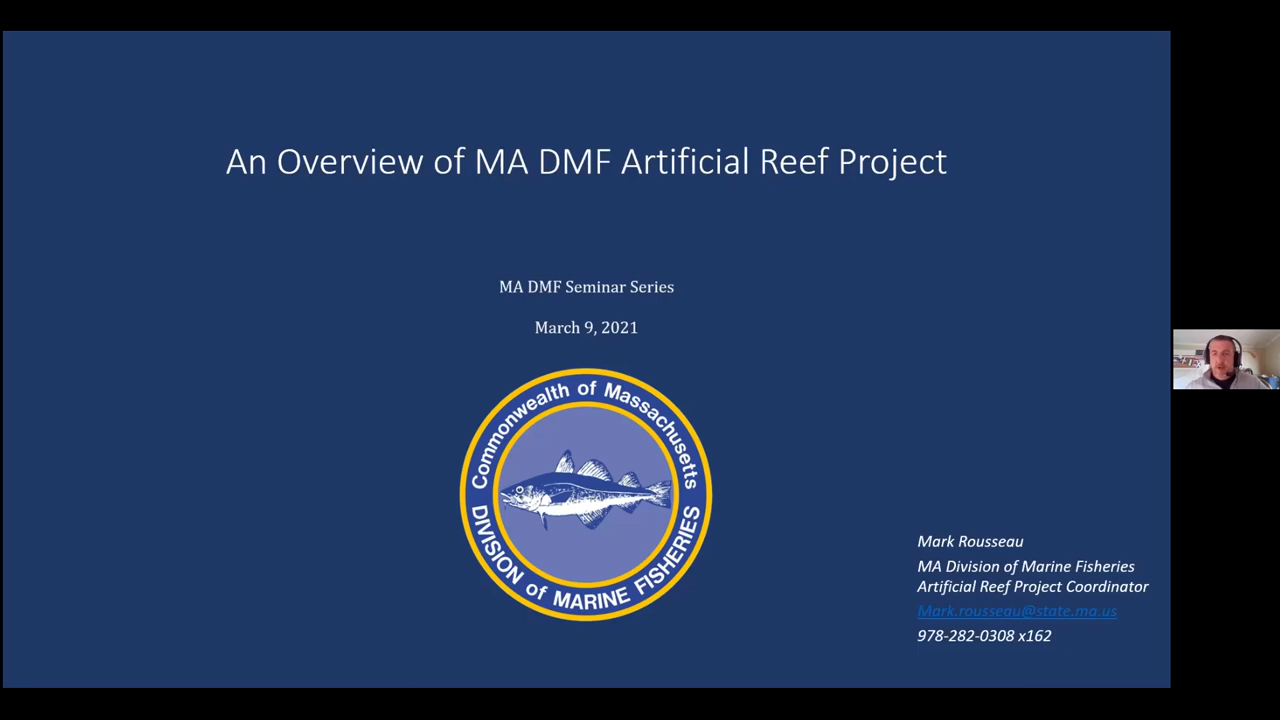 An Overview of MA DMF Artificial Reef Project
MA DMF Seminar Series
March 9, 2021
Commonwealth of Massachusetts
DIVISION of MARINE FISHERIES
Mark Rousseau
MA Division of Marine Fisheries
Artificial Reef Project Coordinator
Mark.rousseau@state.ma.us
978-282-0308 x162